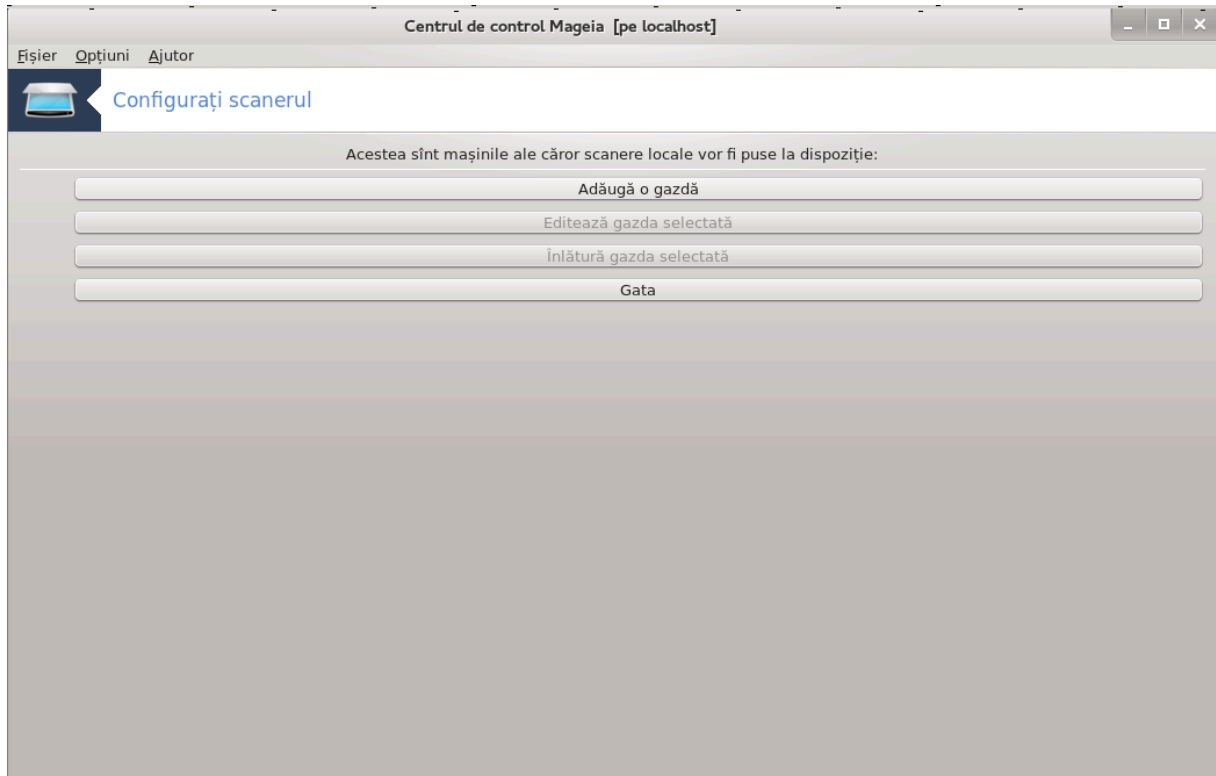 Centrul de control Mageia [pe localhost]
Fișier Opțiuni Ajutor
Configurați scanerul
Acestea sînt mașinile ale căror scanere locale vor fi puse la dispoziție:
Adăugă o gazdă
Editează gazda selectată
Înlătură gazda selectată
Gata